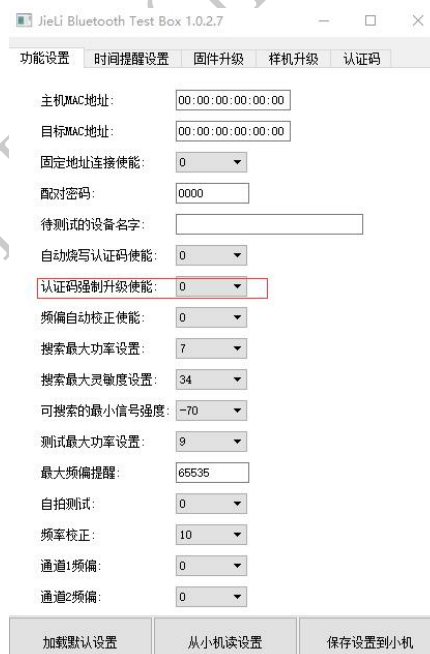 JieLi Bluetooth Test Box 1.0.2.7
功能设置 时间提醒设置 固件升级 样机升级 认证码
主机MAC地址: 00:00:00:00:00:00
目标MAC地址: 00:00:00:00:00:00
固定地址连接使能: 0
配对密码: 0000
待测试的设备名字:
自动烧写认证码使能: 0
认证码强制升级使能: 0
频偏自动校正使能: 0
搜索最大功率设置: 7
搜索最大灵敏度设置: 34
可搜索的最小信号强度: -70
测试最大功率设置: 9
最大频偏提醒: 65535
自拍测试: 0
频率校正: 10
通道1频偏: 0
通道2频偏: 0
加载默认设置 从小机读设置 保存设置到小机